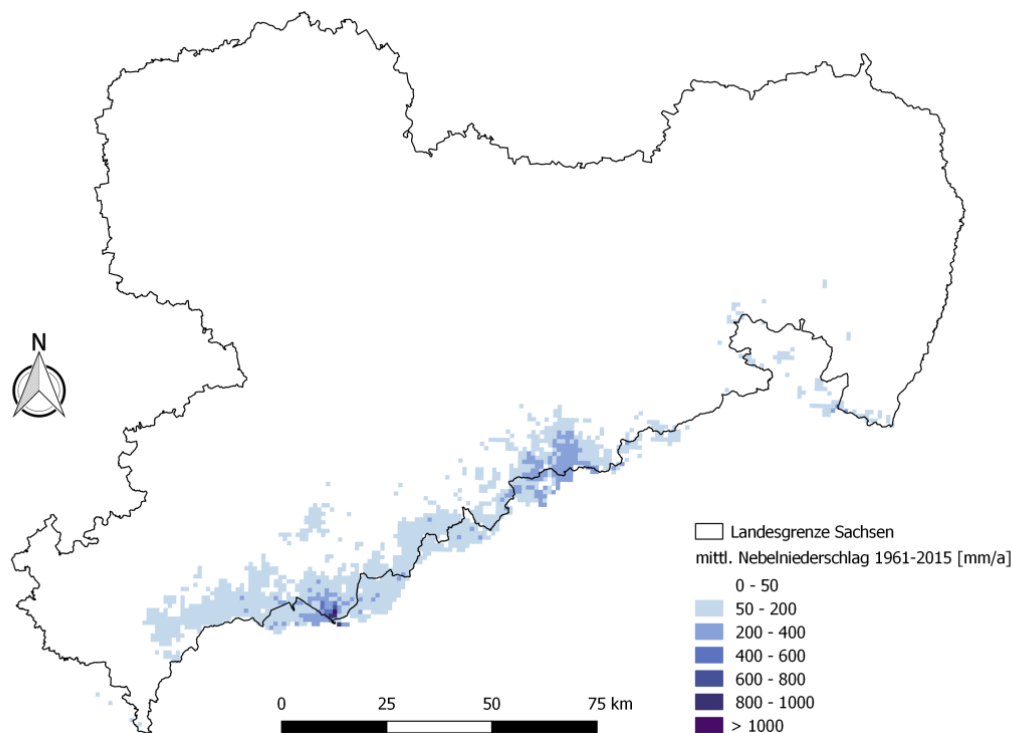 N
Landesgrenze Sachsen
mittl. Nebelniederschlag 1961-2015 [mm/a]
0 - 50
50 - 200
200 - 400
400 - 600
600 - 800
800 - 1000
> 1000
0 25 50 75 km